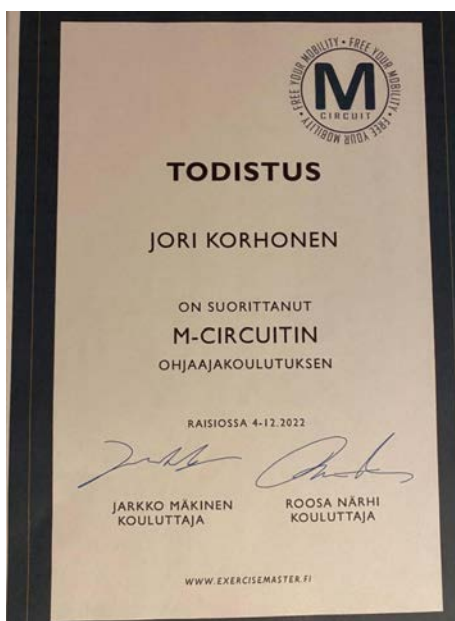 FREE YOUR MOBILITY • FREE YOUR MOBILITY • FREE YOUR MOBILITY •
M
CIRCUIT
TODISTUS
JORI KORHONEN
ON SUORITTANUT
M-CIRCUITIN
OHJAAJAKOULUTUKSEN
RAISIOSSA 4-12.2022
JARKKO MÄKINEN
KOULUTTAJA
ROOSA NÄRHI
KOULUTTAJA
WWW.EXERCISEMASTER.FI